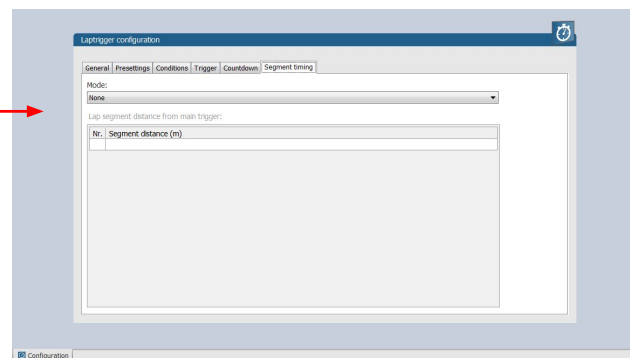 Laptrigger configuration
General Presettings Conditions Trigger Countdown Segment timing
Mode:
None
Lap segment distance from main trigger:
Nr. Segment distance (m)
Configuration